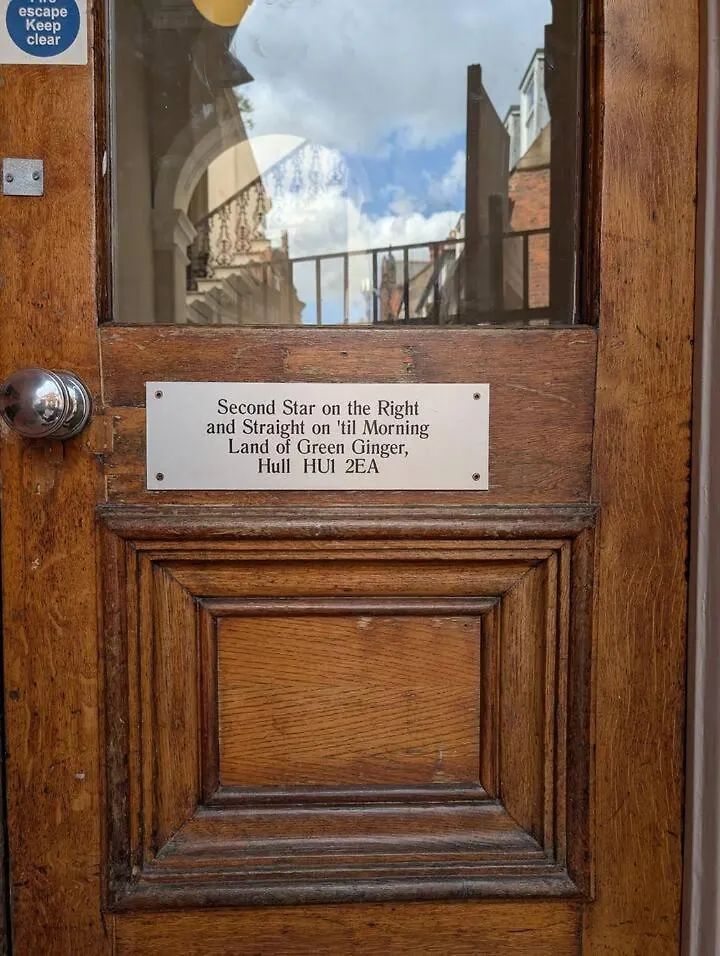 escape
Keep
clear
Second Star on the Right
and Straight on 'til Morning
Land of Green Ginger,
Hull HU1 2EA